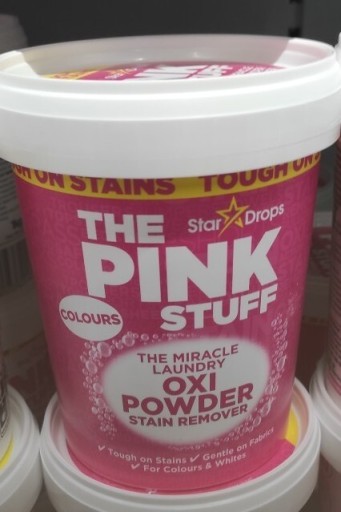 ON STAINS TOUGH ON
THE Star Drops
PINK
COLOURS STUFF
THE MIRACLE
LAUNDRY
OXI
POWDER
STAIN REMOVER
✓ Tough on Stains ✓ Gentle on Fabrics
✓ For Colours & Whites